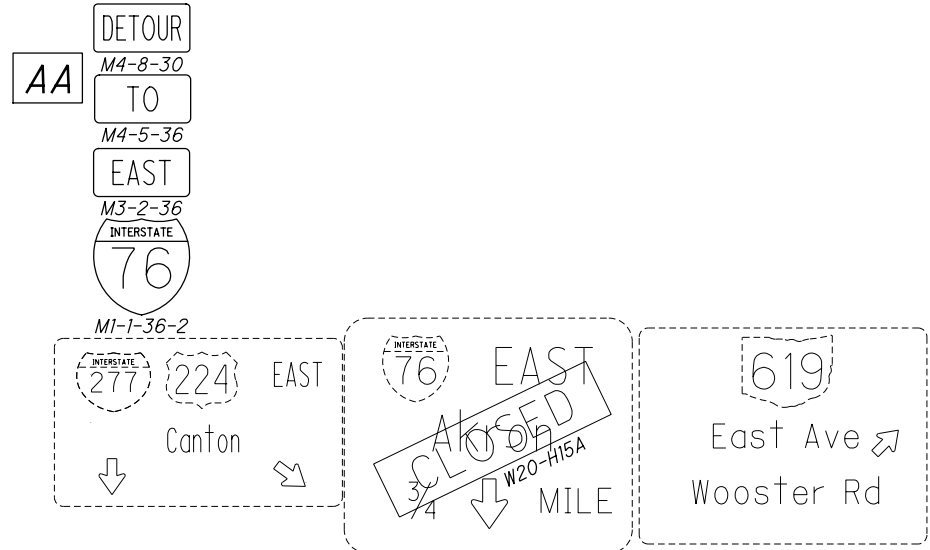 DETOUR
M4-8-30
AA
TO
M4-5-36
EAST
M3-2-36
INTERSTATE
76
M1-1-36-2
INTERSTATE
277
224
EAST
Canton
INTERSTATE
76
EAST
Akron
CLOSED
W20-H15A
3/4
MILE
619
East Ave
Wooster Rd